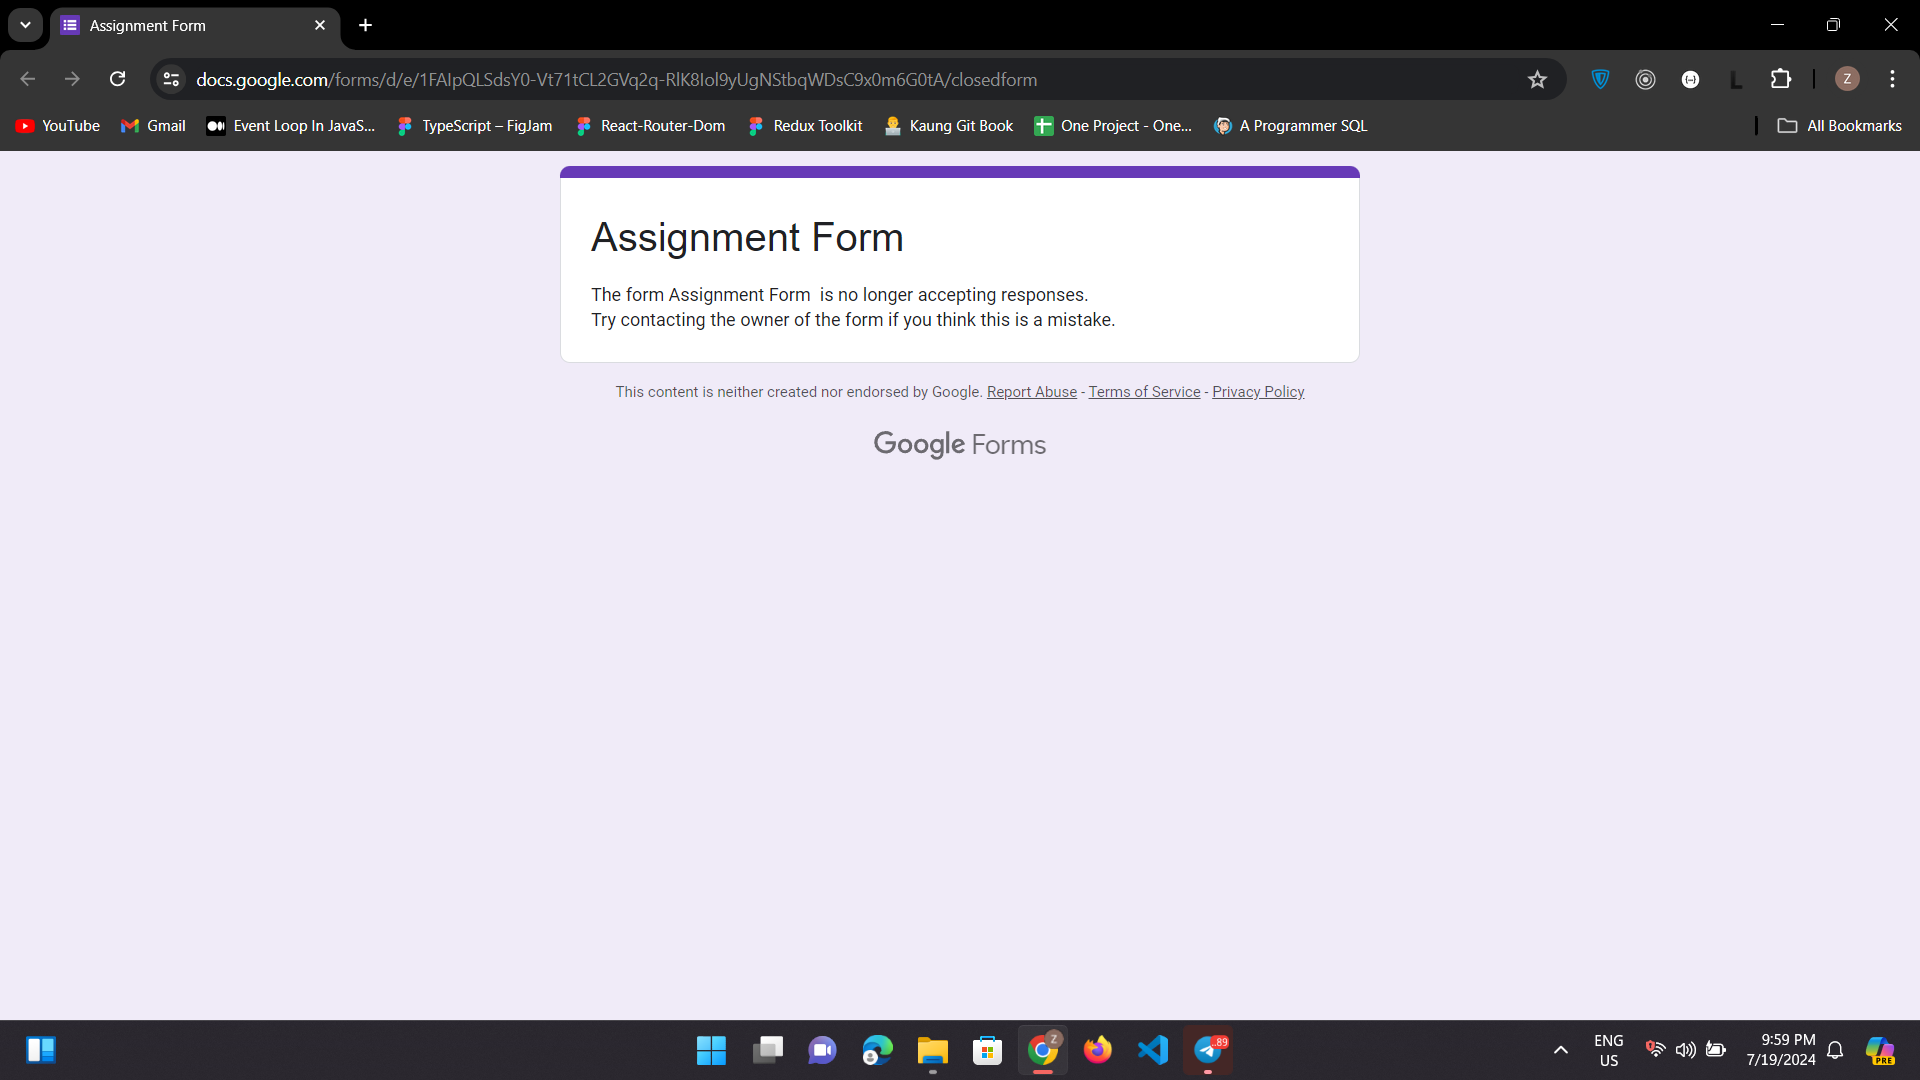 Assignment Form
docs.google.com/forms/d/e/1FAIpQLSdsY0-Vt71tCL2GVq2q-RlK8Iol9yUgNStbqWDsC9x0m6G0tA/closedform
Z
YouTube
Gmail
Event Loop In JavaS...
TypeScript – FigJam
React-Router-Dom
Redux Toolkit
Kaung Git Book
One Project - One...
A Programmer SQL
All Bookmarks
Assignment Form
The form Assignment Form  is no longer accepting responses.
Try contacting the owner of the form if you think this is a mistake.
This content is neither created nor endorsed by Google. Report Abuse - Terms of Service - Privacy Policy
Google Forms
Z
..89
ENG
US
9:59 PM
7/19/2024
PRE